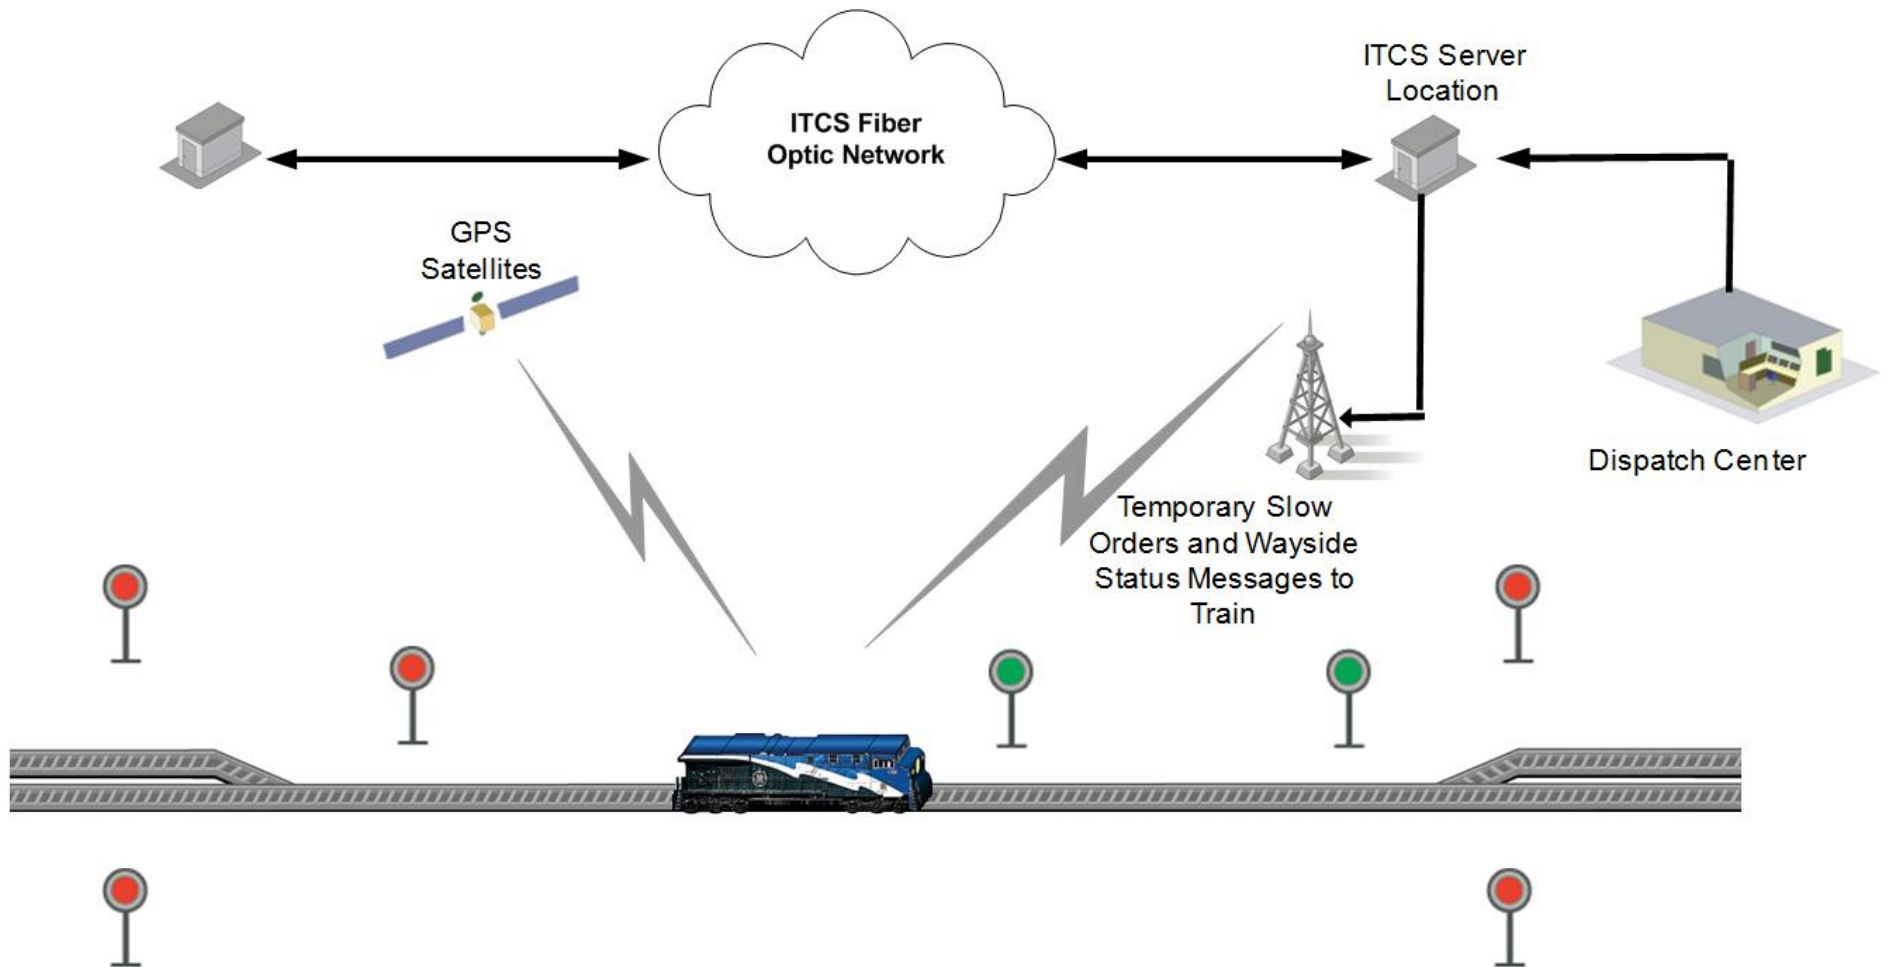 ITCS Fiber
Optic Network
ITCS Server
Location
GPS
Satellites
Dispatch Center
Temporary Slow
Orders and Wayside
Status Messages to
Train